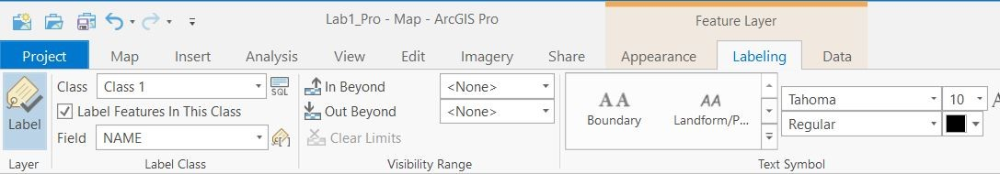 Lab1_Pro - Map - ArcGIS Pro
Feature Layer
Project Map Insert Analysis View Edit Imagery Share Appearance Labeling Data
Label
Class Class 1 SQL
Label Features In This Class
Field NAME
In Beyond <None>
Out Beyond <None>
Clear Limits
AA Boundary
AA Landform/P...
Tahoma 10 A
Regular
Layer Label Class Visibility Range Text Symbol